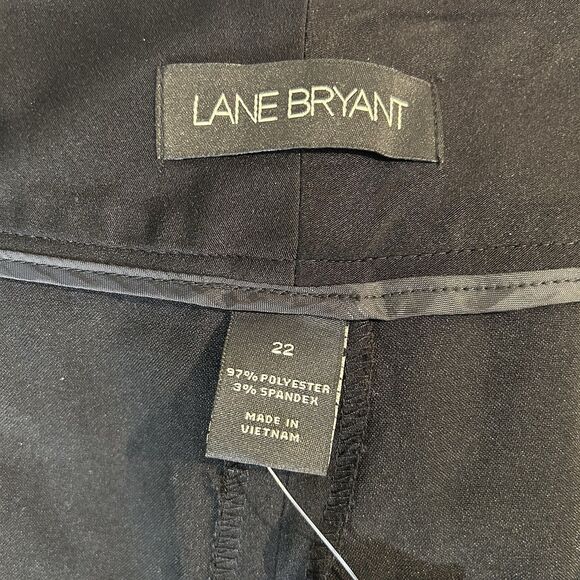 LANE BRYANT
22
97% POLYESTER
3% SPANDEX
MADE IN
VIETNAM